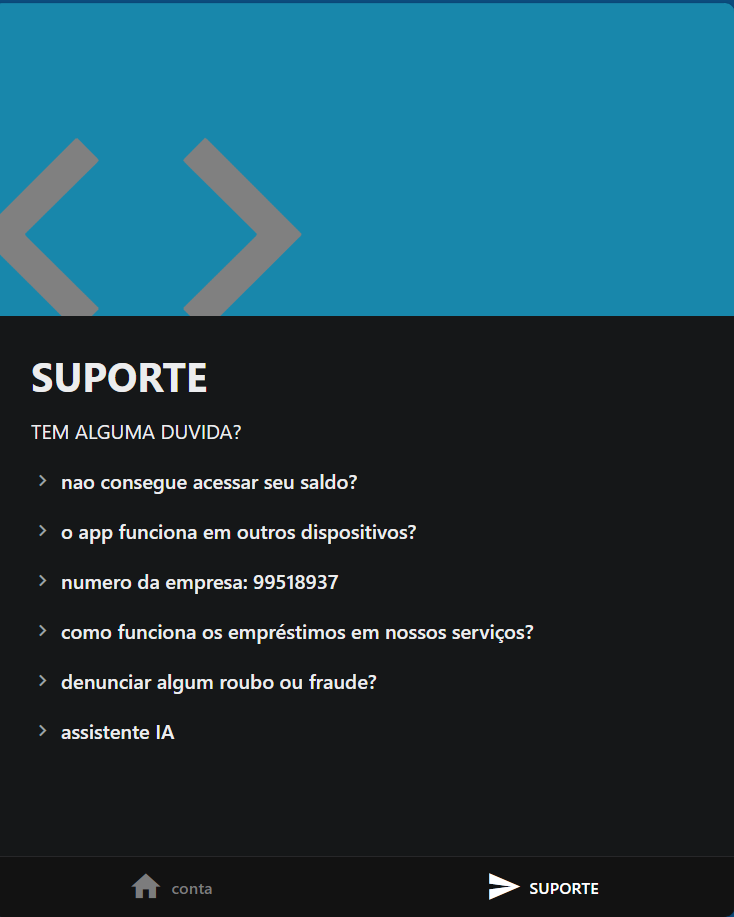 SUPORTE
TEM ALGUMA DUVIDA?
nao consegue acessar seu saldo?
o app funciona em outros dispositivos?
numero da empresa: 99518937
como funciona os empréstimos em nossos serviços?
denunciar algum roubo ou fraude?
assistente IA
conta
SUPORTE